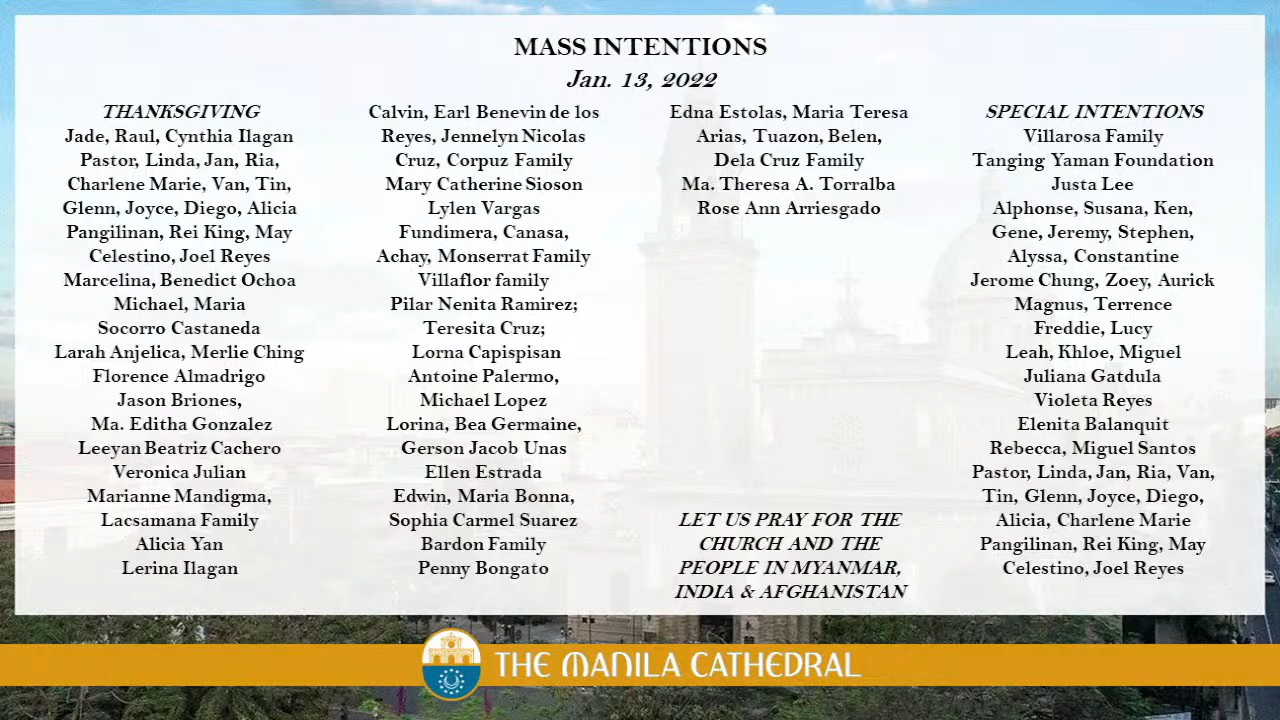 MASS INTENTIONS
Jan. 13, 2022
THANKSGIVING
Jade, Raul, Cynthia Ilagan
Pastor, Linda, Jan, Ria,
Charlene Marie, Van, Tin,
Glenn, Joyce, Diego, Alicia
Pangilinan, Rei King, May
Celestino, Joel Reyes
Marcelina, Benedict Ochoa
Michael, Maria
Socorro Castaneda
Larah Anjelica, Merlie Ching
Florence Almadrigo
Jason Briones,
Ma. Editha Gonzalez
Leeyan Beatriz Cachero
Veronica Julian
Marianne Mandigma,
Lacsamana Family
Alicia Yan
Lerina Ilagan
Calvin, Earl Benevin de los
Reyes, Jennelyn Nicolas
Cruz, Corpuz Family
Mary Catherine Sioson
Lylen Vargas
Fundimera, Canasa,
Achay, Monserrat Family
Villaflor family
Pilar Nenita Ramirez;
Teresita Cruz;
Lorna Capispisan
Antoine Palermo,
Michael Lopez
Lorina, Bea Germaine,
Gerson Jacob Unas
Ellen Estrada
Edwin, Maria Bonna,
Sophia Carmel Suarez
Bardon Family
Penny Bongato
Edna Estolas, Maria Teresa
Arias, Tuazon, Belen,
Dela Cruz Family
Ma. Theresa A. Torralba
Rose Ann Arriesgado
LET US PRAY FOR THE
CHURCH AND THE
PEOPLE IN MYANMAR,
INDIA & AFGHANISTAN
SPECIAL INTENTIONS
Villarosa Family
Tanging Yaman Foundation
Justa Lee
Alphonse, Susana, Ken,
Gene, Jeremy, Stephen,
Alyssa, Constantine
Jerome Chung, Zoey, Aurick
Magnus, Terrence
Freddie, Lucy
Leah, Khloe, Miguel
Juliana Gatdula
Violeta Reyes
Elenita Balanquit
Rebecca, Miguel Santos
Pastor, Linda, Jan, Ria, Van,
Tin, Glenn, Joyce, Diego,
Alicia, Charlene Marie
Pangilinan, Rei King, May
Celestino, Joel Reyes
THE MANILA CATHEDRAL